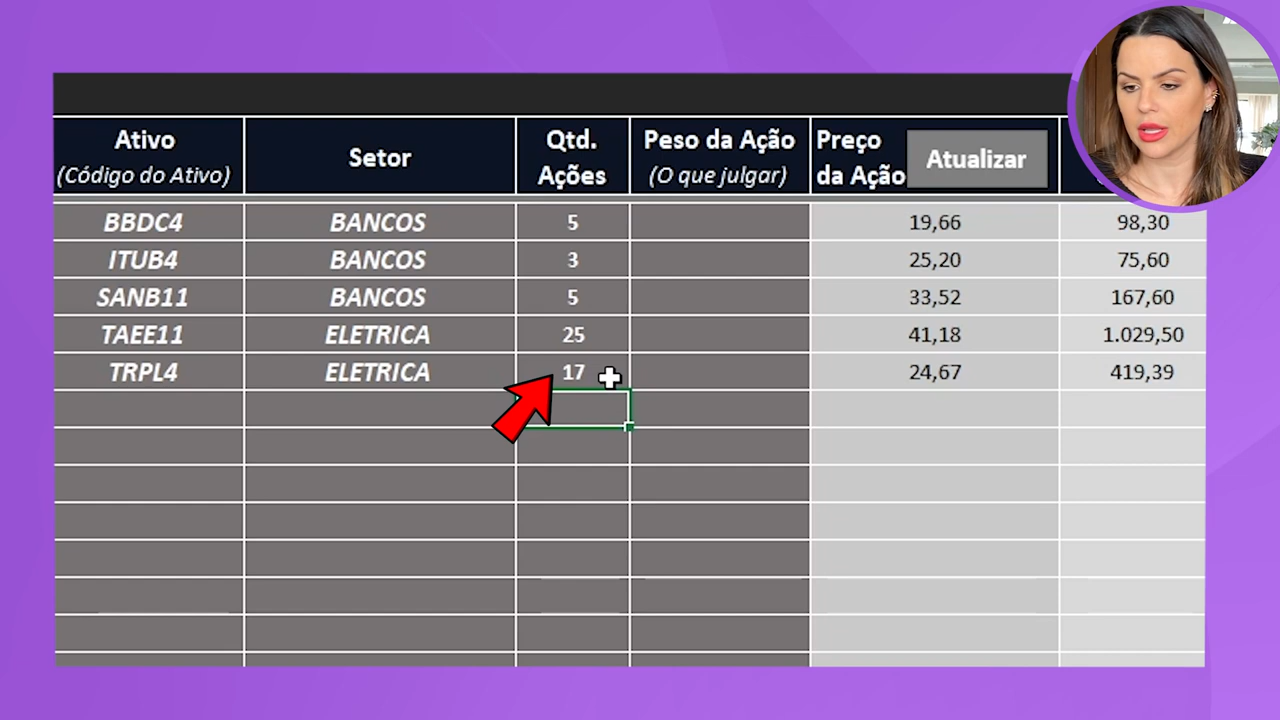 Ativo
(Código do Ativo)
Setor
Qtd.
Ações
Peso da Ação
(O que julgar)
Preço
da Ação
Atualizar
BBDC4 BANCOS 5 19,66 98,30
ITUB4 BANCOS 3 25,20 75,60
SANB11 BANCOS 5 33,52 167,60
TAEE11 ELETRICA 25 41,18 1.029,50
TRPL4 ELETRICA 17 24,67 419,39